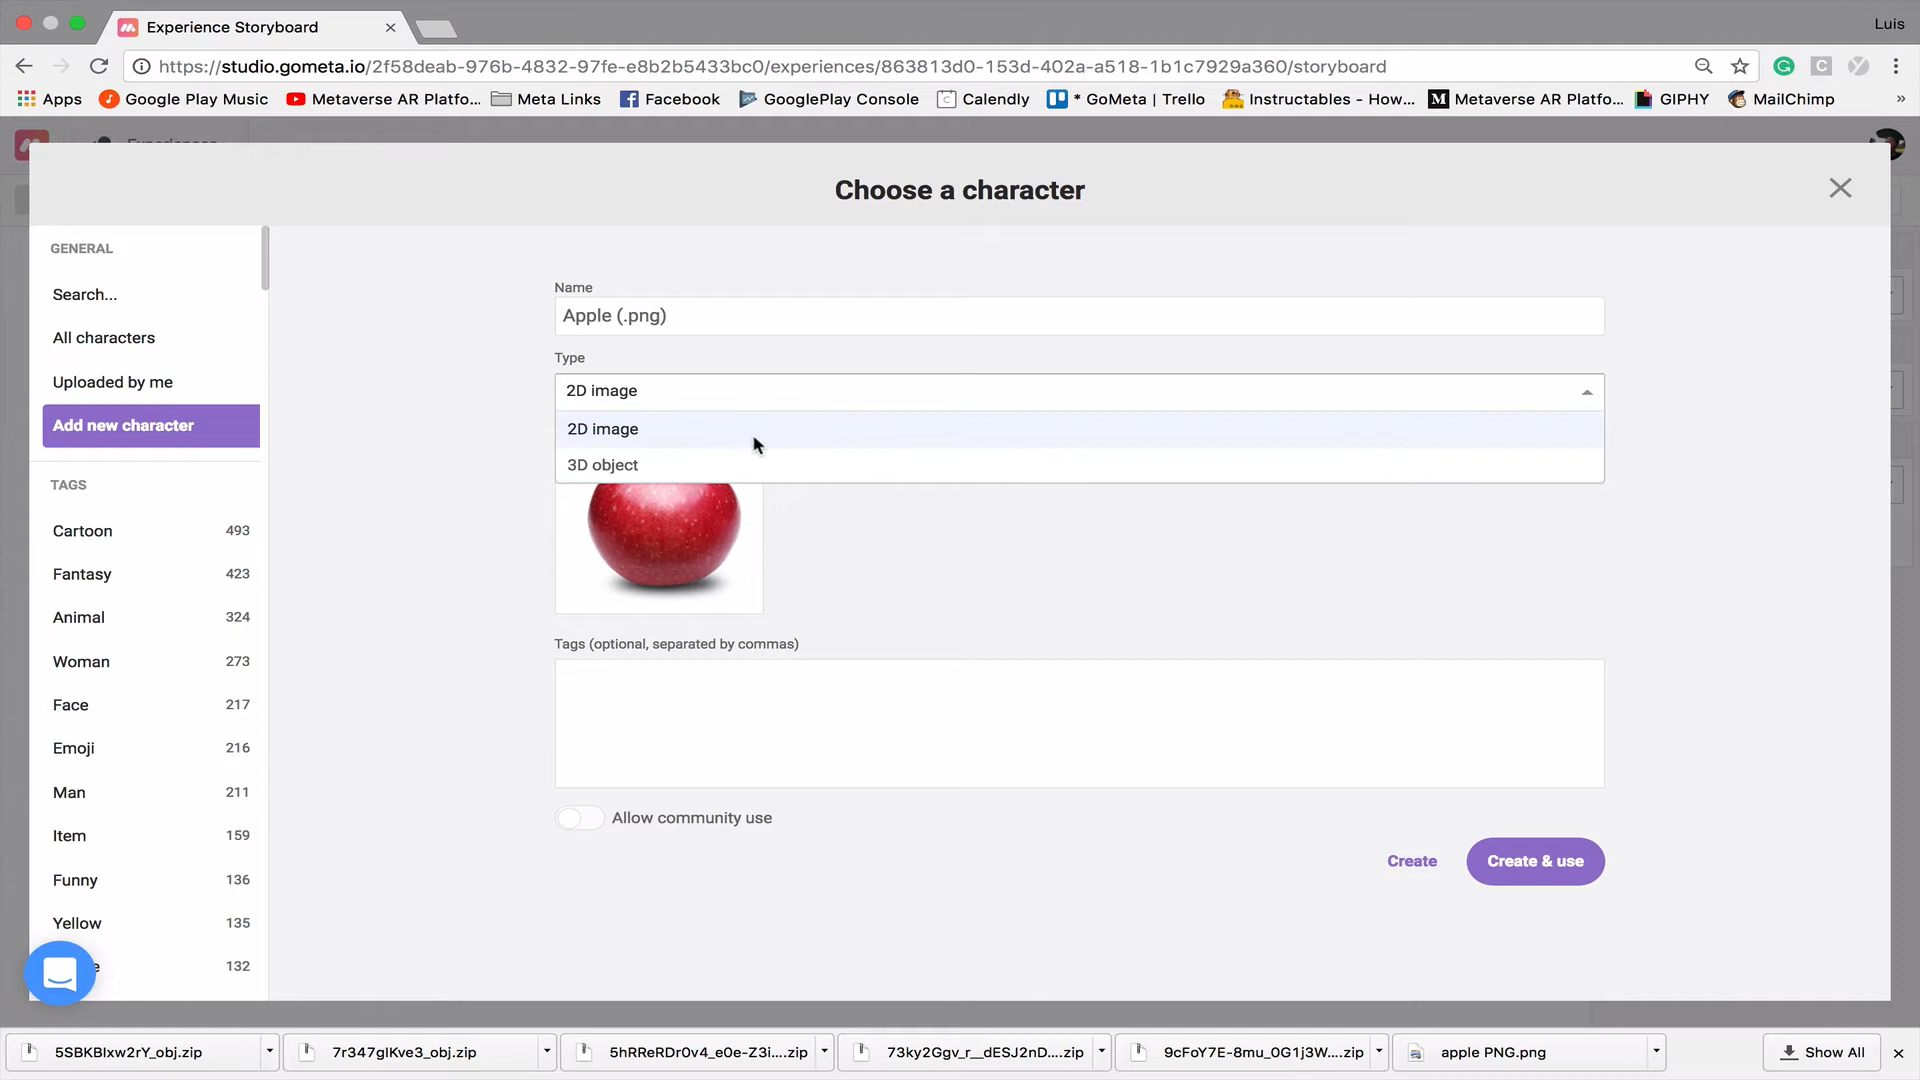 Experience Storyboard
Luis
https://studio.gometa.io/2f58deab-976b-4832-97fe-e8b2b5433bc0/experiences/863813d0-153d-402a-a518-1b1c7929a360/storyboard
Apps Google Play Music Metaverse AR Platfo... Meta Links Facebook GooglePlay Console Calendly * GoMeta | Trello Instructables - How... Metaverse AR Platfo... GIPHY MailChimp »
Choose a character
GENERAL
Search...
All characters
Uploaded by me
Add new character
TAGS
Cartoon 493
Fantasy 423
Animal 324
Woman 273
Face 217
Emoji 216
Man 211
Item 159
Funny 136
Yellow 135
132
Name
Apple (.png)
Type
2D image
2D image
3D object
Tags (optional, separated by commas)
Allow community use
Create Create & use
5SBKBIxw2rY_obj.zip 7r347gIKve3_obj.zip 5hRReRDr0v4_e0e-Z3i....zip 73ky2Ggv_r__dESJ2nD....zip 9cFoY7E-8mu_0G1j3W....zip apple PNG.png Show All